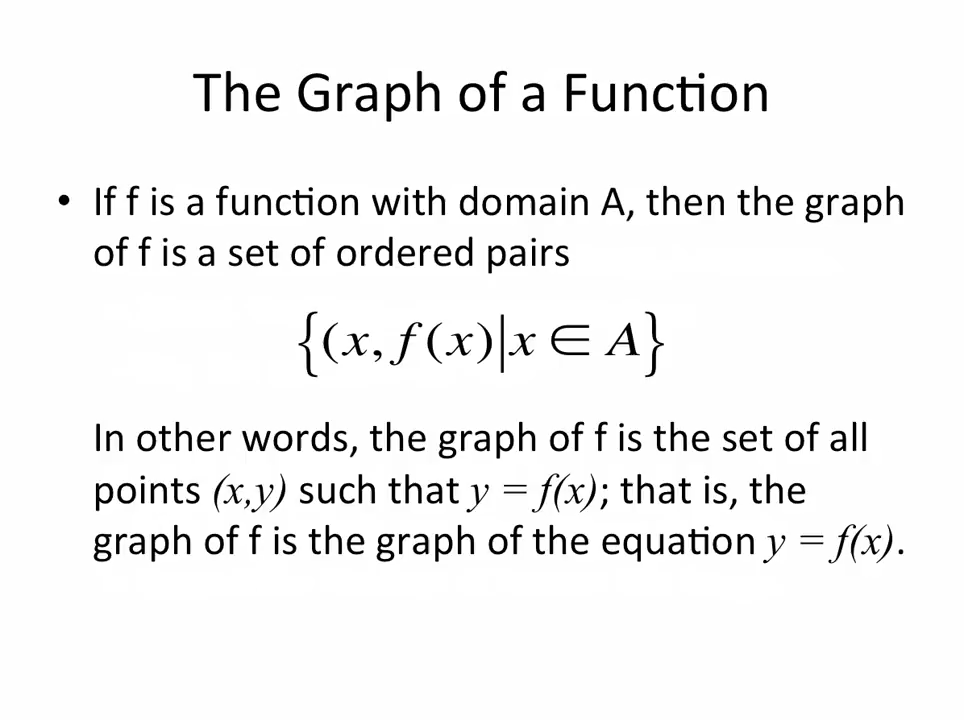 The Graph of a Function
• If f is a function with domain A, then the graph
of f is a set of ordered pairs
{(x, f(x)|x ∈ A}
In other words, the graph of f is the set of all
points (x,y) such that y = f(x); that is, the
graph of f is the graph of the equation y = f(x).